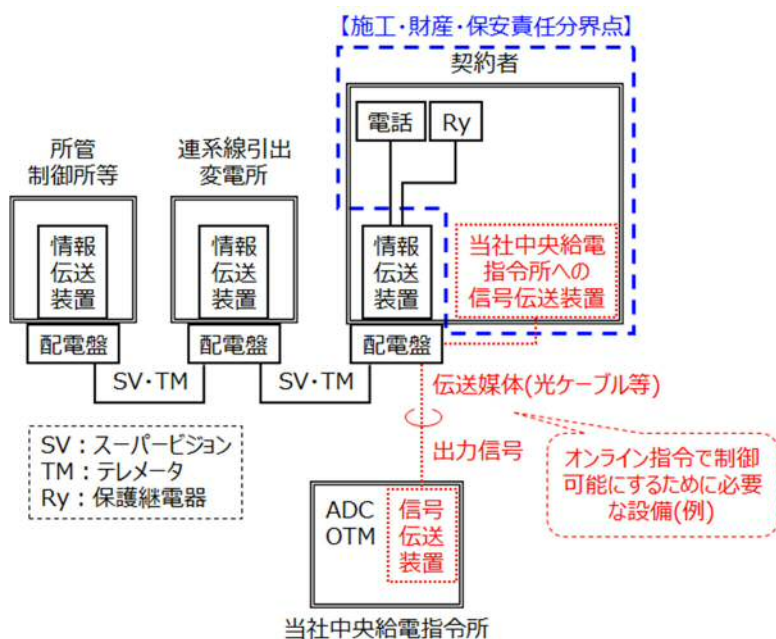 【施工・財産・保安責任分界点】
契約者
電話
Ry
所管
制御所等
連系線引出
変電所
情報
伝送
装置
情報
伝送
装置
情報
伝送
装置
当社中央給電
指令所への
信号伝送装置
配電盤
配電盤
配電盤
SV・TM
SV・TM
伝送媒体(光ケーブル等)
出力信号
SV：スーパービジョン
TM：テレメータ
Ry：保護継電器
オンライン指令で制御
可能にするために必要
な設備(例)
ADC
OTM
信号
伝送
装置
当社中央給電指令所